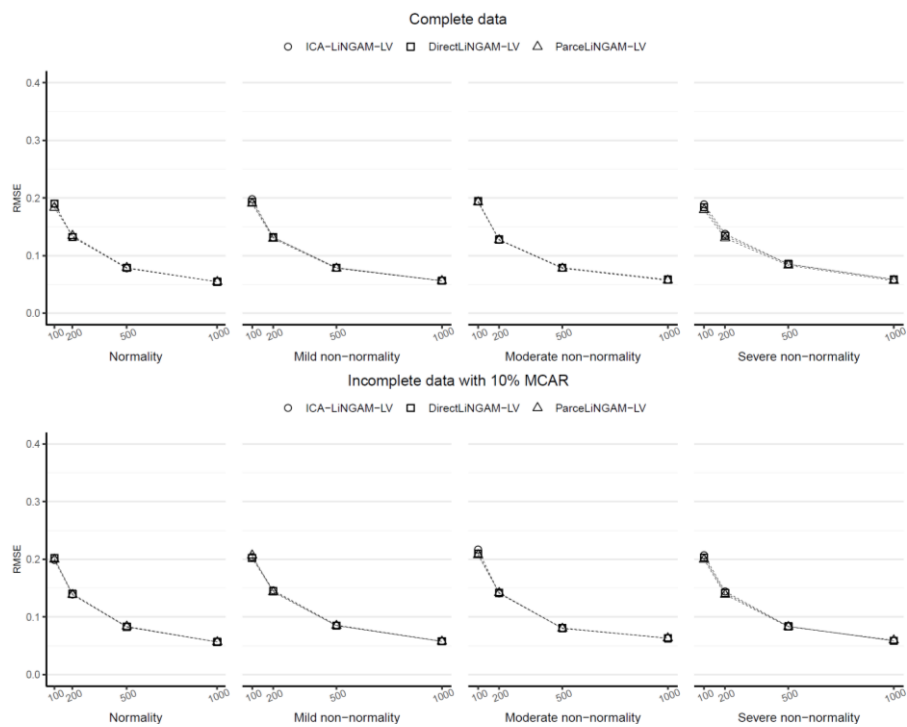 Complete data
ICA-LiNGAM-LV DirectLiNGAM-LV ParceLiNGAM-LV
RMSE
0.4
0.3
0.2
0.1
0.0
100 200 500 1000 100 200 500 1000 100 200 500 1000 100 200 500 1000
Normality Mild non-normality Moderate non-normality Severe non-normality
Incomplete data with 10% MCAR
ICA-LiNGAM-LV DirectLiNGAM-LV ParceLiNGAM-LV
RMSE
0.4
0.3
0.2
0.1
0.0
100 200 500 1000 100 200 500 1000 100 200 500 1000 100 200 500 1000
Normality Mild non-normality Moderate non-normality Severe non-normality